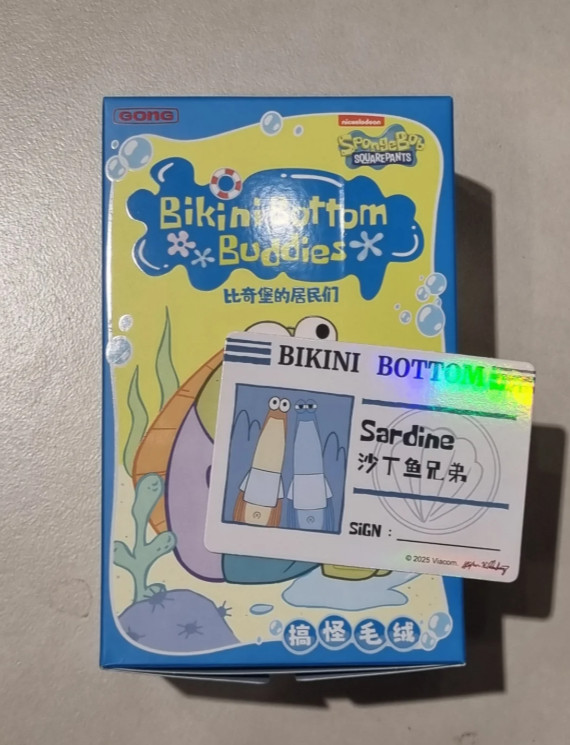 GONG
nickelodeon
SpongeBob
SQUAREPANTS
Bikini Bottom
Buddies
比奇堡的居民们
BIKINI BOTTOM
Sardine
沙丁鱼兄弟
SiGN :
© 2025 Viacom.
搞怪毛绒